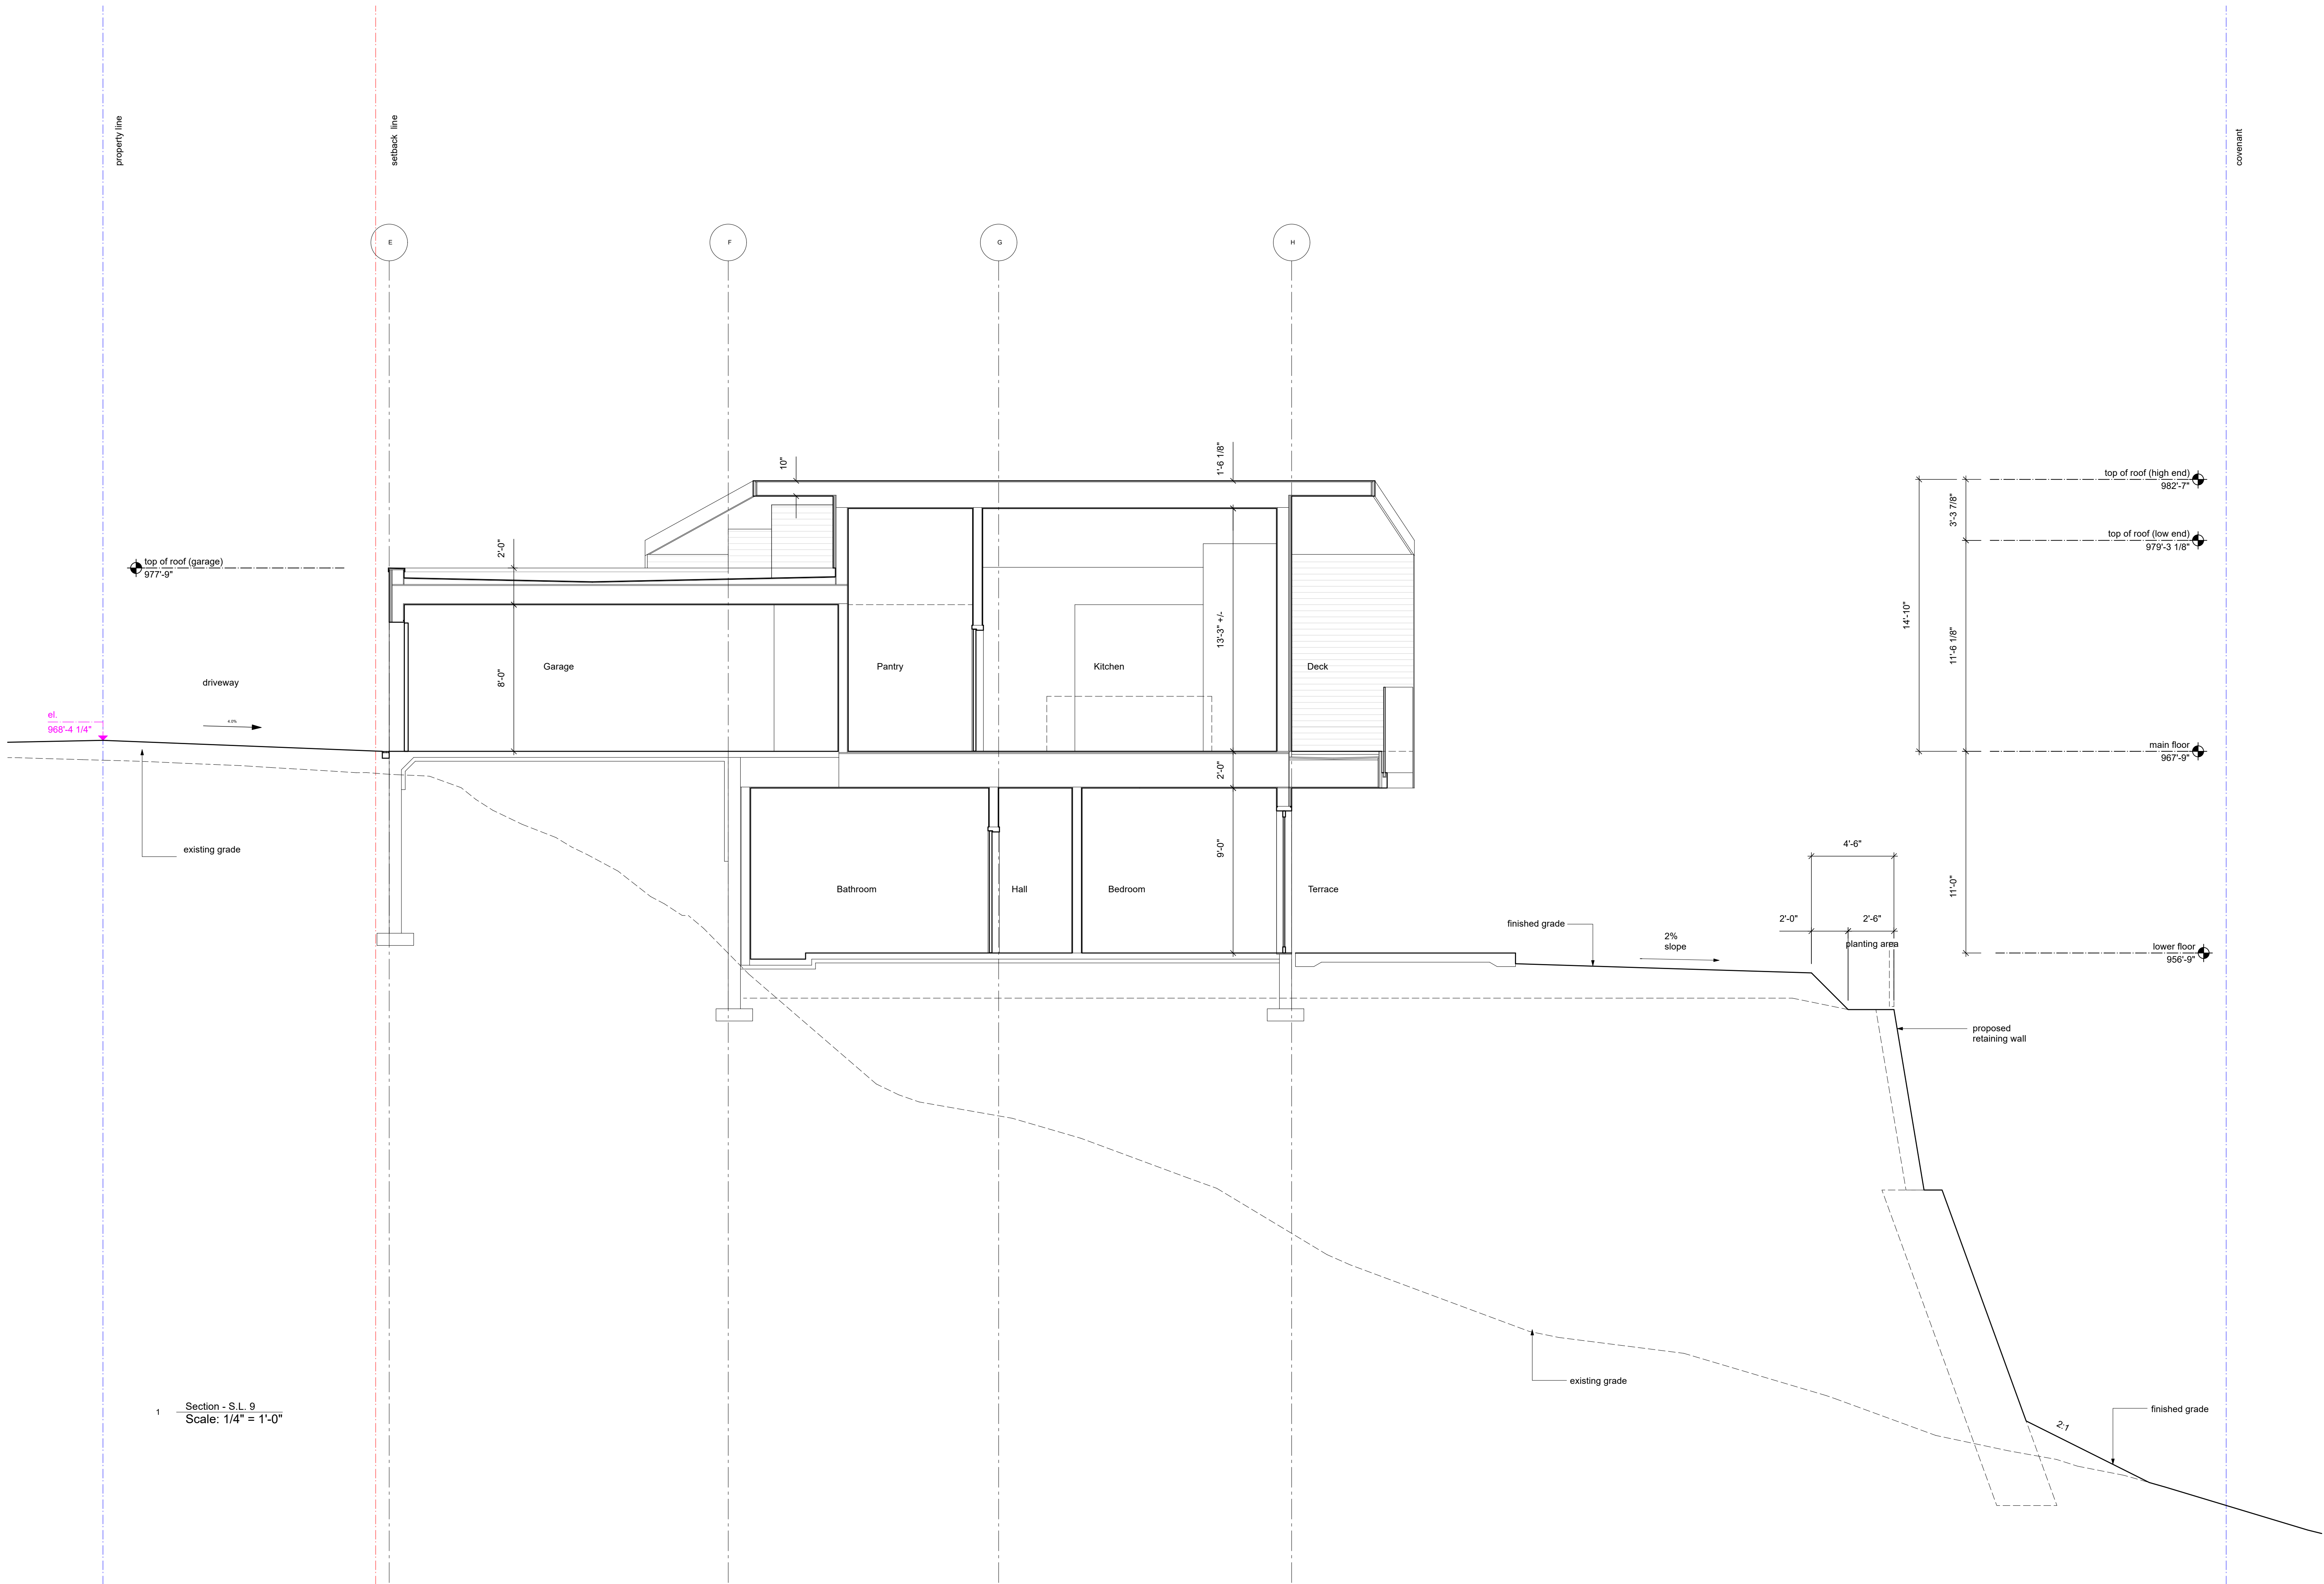 property line
setback  line
covenant
E
F
G
H
10"
1'-6 1/8"
top of roof (high end)
982'-7"
3'-3 7/8"
top of roof (low end)
979'-3 1/8"
2'-0"
top of roof (garage)
977'-9"
14'-10"
11'-6 1/8"
13'-3" +/-
8'-0"
Garage
Pantry
Kitchen
Deck
driveway
el.
968'-4 1/4"
4.0%
main floor
967'-9"
2'-0"
existing grade
9'-0"
4'-6"
11'-0"
Bathroom
Hall
Bedroom
Terrace
finished grade
2%
slope
2'-0"
2'-6"
planting area
lower floor
956'-9"
proposed
retaining wall
existing grade
finished grade
2:1
1
Section - S.L. 9
Scale: 1/4" = 1'-0"